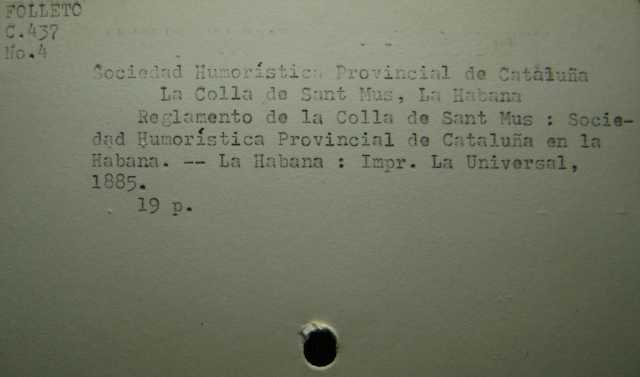 FOLLETO
C.437
No.4
Sociedad Humorística Provincial de Cataluña
La Colla de Sant Mus, La Habana
Reglamento de la Colla de Sant Mus : Socie-
dad Humorística Provincial de Cataluña en la
Habana. -- La Habana : Impr. La Universal,
1885.
19 p.